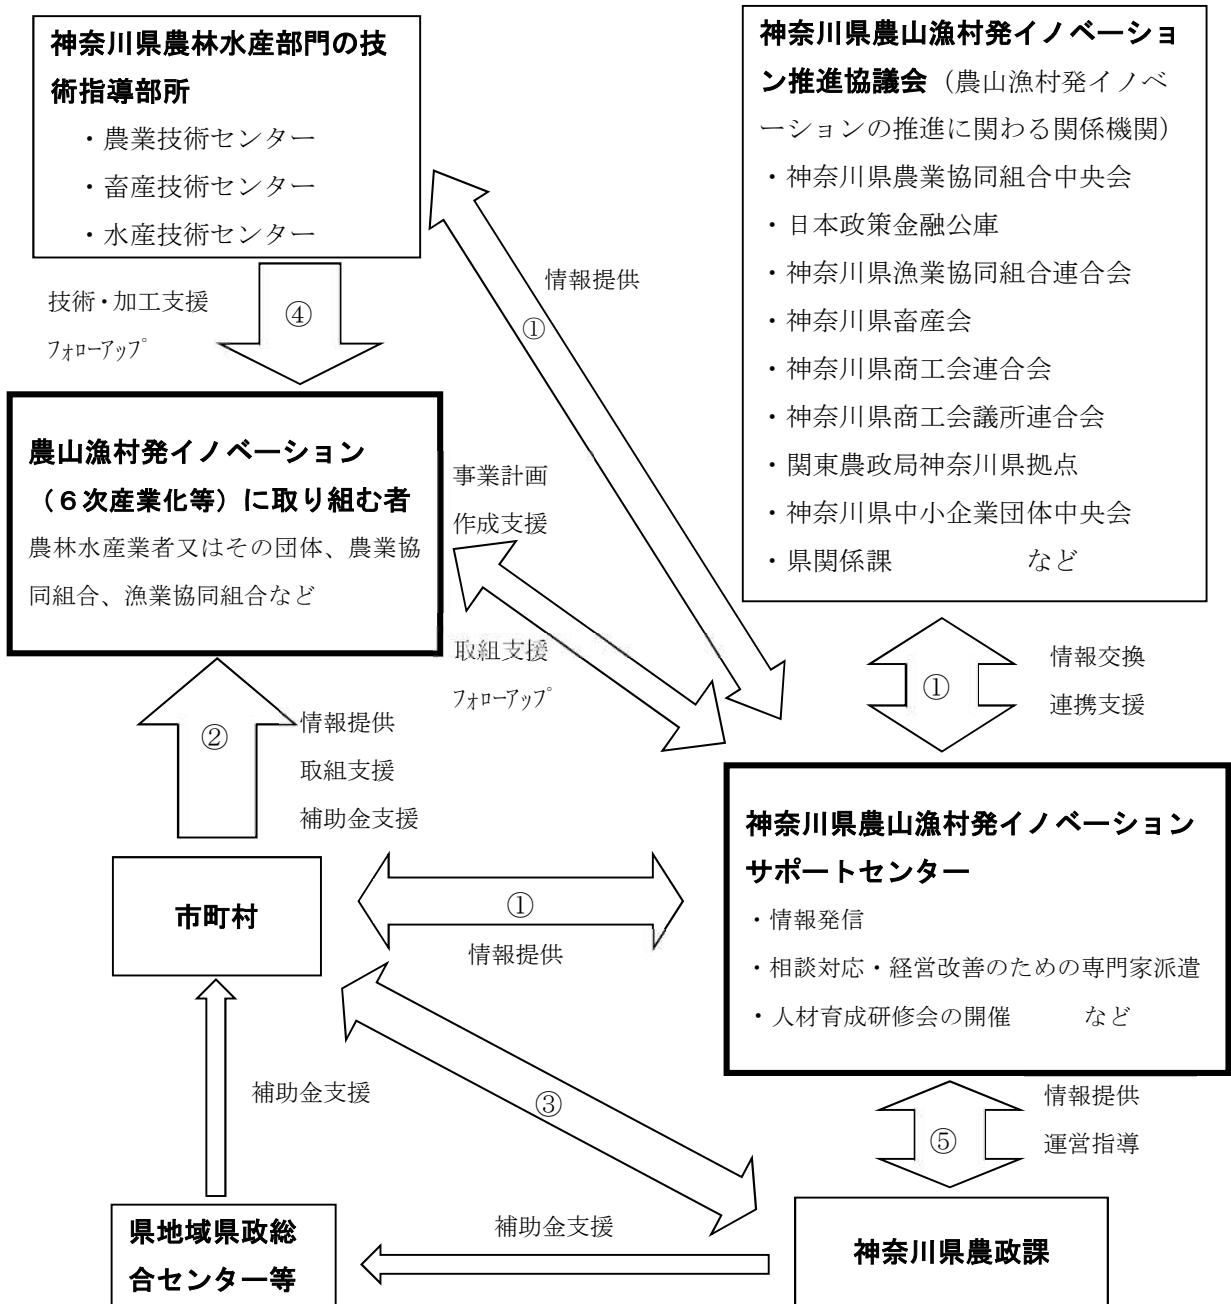 神奈川県農林水産部門の技
術指導部所
・農業技術センター
・畜産技術センター
・水産技術センター
神奈川県農山漁村発イノベーショ
ン推進協議会（農山漁村発イノベ
ーションの推進に関わる関係機関）
・神奈川県農業協同組合中央会
・日本政策金融公庫
・神奈川県漁業協同組合連合会
・神奈川県畜産会
・神奈川県商工会連合会
・神奈川県商工会議所連合会
・関東農政局神奈川県拠点
・神奈川県中小企業団体中央会
・県関係課　　　　　　など
技術・加工支援
ﾌｫﾛｰｱｯﾌﾟ
④
情報提供
①
農山漁村発イノベーション
（６次産業化等）に取り組む者
農林水産業者又はその団体、農業協
同組合、漁業協同組合など
事業計画
作成支援
取組支援
ﾌｫﾛｰｱｯﾌﾟ
①
情報交換
連携支援
②
情報提供
取組支援
補助金支援
神奈川県農山漁村発イノベーション
サポートセンター
・情報発信
・相談対応・経営改善のための専門家派遣
・人材育成研修会の開催　　　など
市町村
①
情報提供
補助金支援
③
⑤
情報提供
運営指導
県地域県政総
合センター等
補助金支援
神奈川県農政課